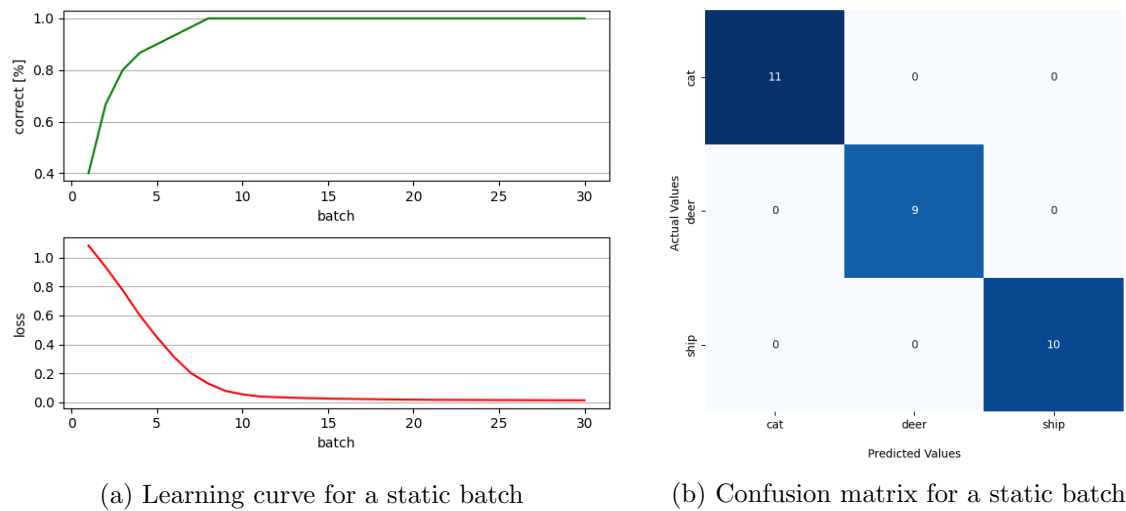 1.0
0.8
0.6
0.4
correct [%]
0 5 10 15 20 25 30
batch
1.0
0.8
0.6
0.4
0.2
0.0
loss
0 5 10 15 20 25 30
batch
(a) Learning curve for a static batch
Actual Values
cat
11 0 0
deer
0 9 0
ship
0 0 10
cat deer ship
Predicted Values
(b) Confusion matrix for a static batch